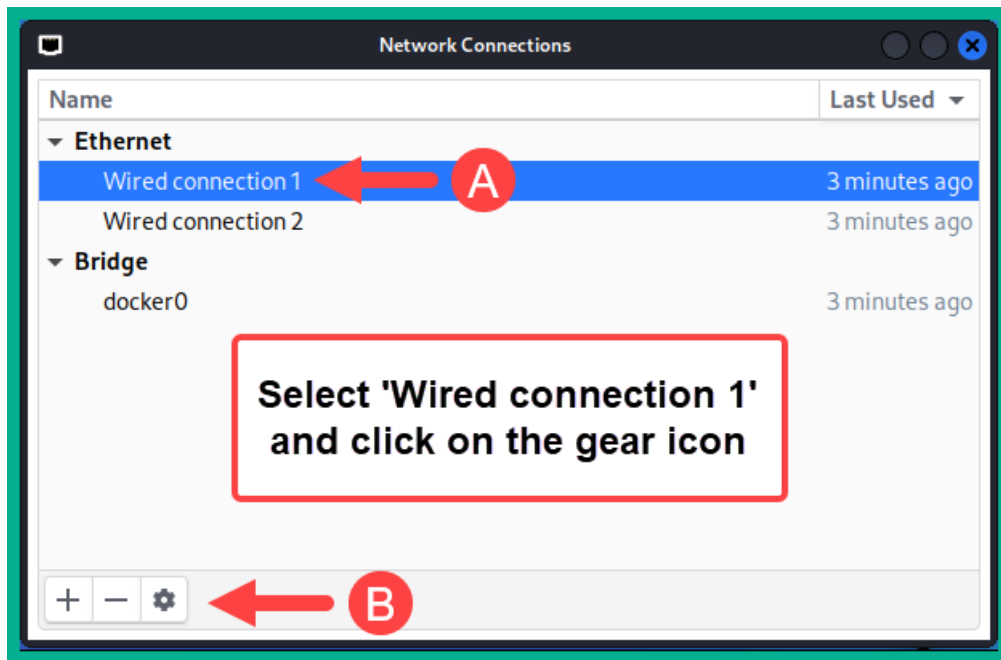 Network Connections
Name Last Used
Ethernet
Wired connection 1 A 3 minutes ago
Wired connection 2 3 minutes ago
Bridge
docker0 3 minutes ago
Select 'Wired connection 1'
and click on the gear icon
B